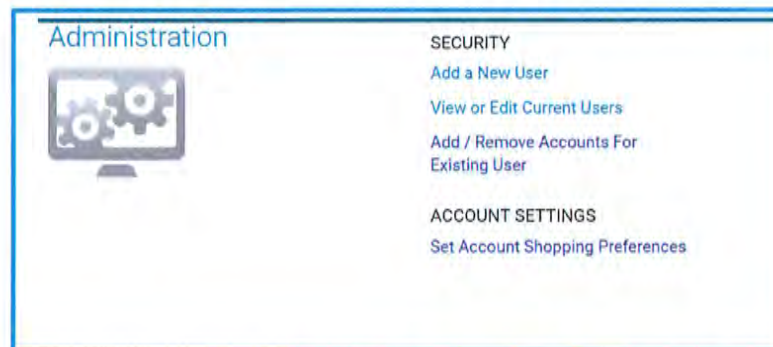 Administration
SECURITY
Add a New User
View or Edit Current Users
Add / Remove Accounts For
Existing User
ACCOUNT SETTINGS
Set Account Shopping Preferences